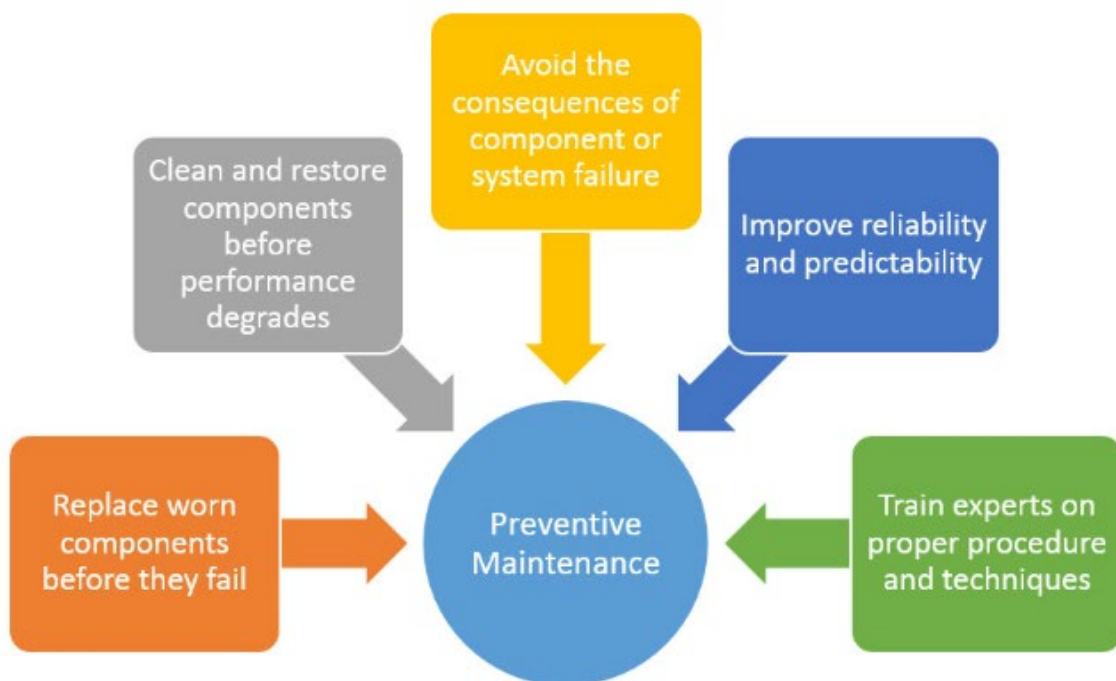 Avoid the
consequences of
component or
system failure
Clean and restore
components
before
performance
degrades
Improve reliability
and predictability
Replace worn
components
before they fail
Preventive
Maintenance
Train experts on
proper procedure
and techniques